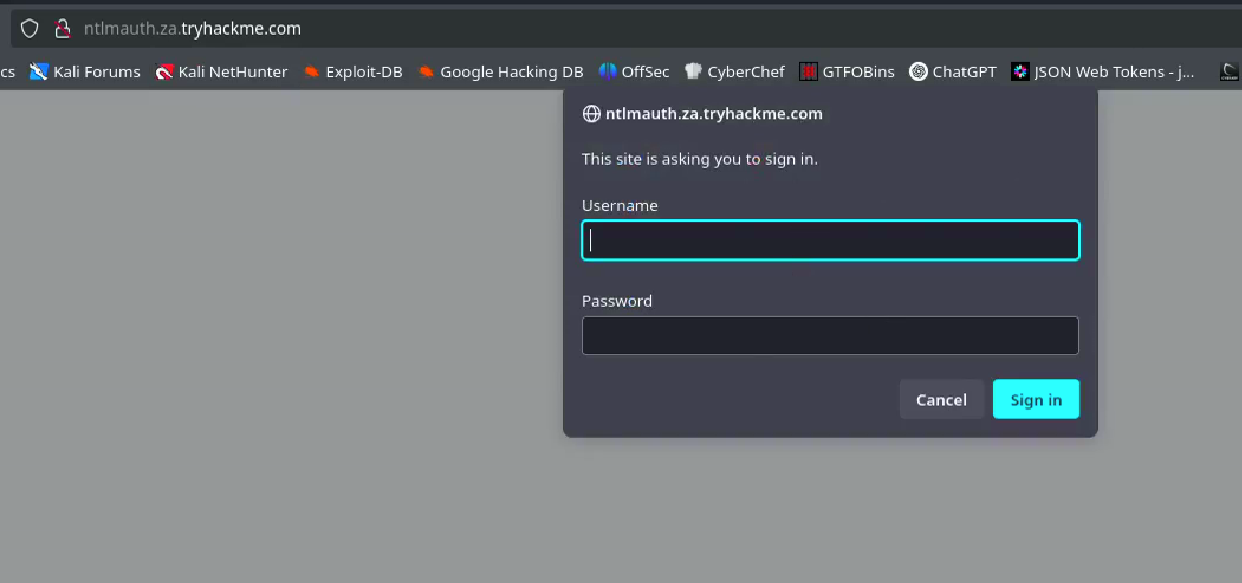 ntlmauth.za.tryhackme.com
cs Kali Forums Kali NetHunter Exploit-DB Google Hacking DB OffSec CyberChef GTFOBins ChatGPT JSON Web Tokens - j...
ntlmauth.za.tryhackme.com
This site is asking you to sign in.
Username
Password
Cancel Sign in